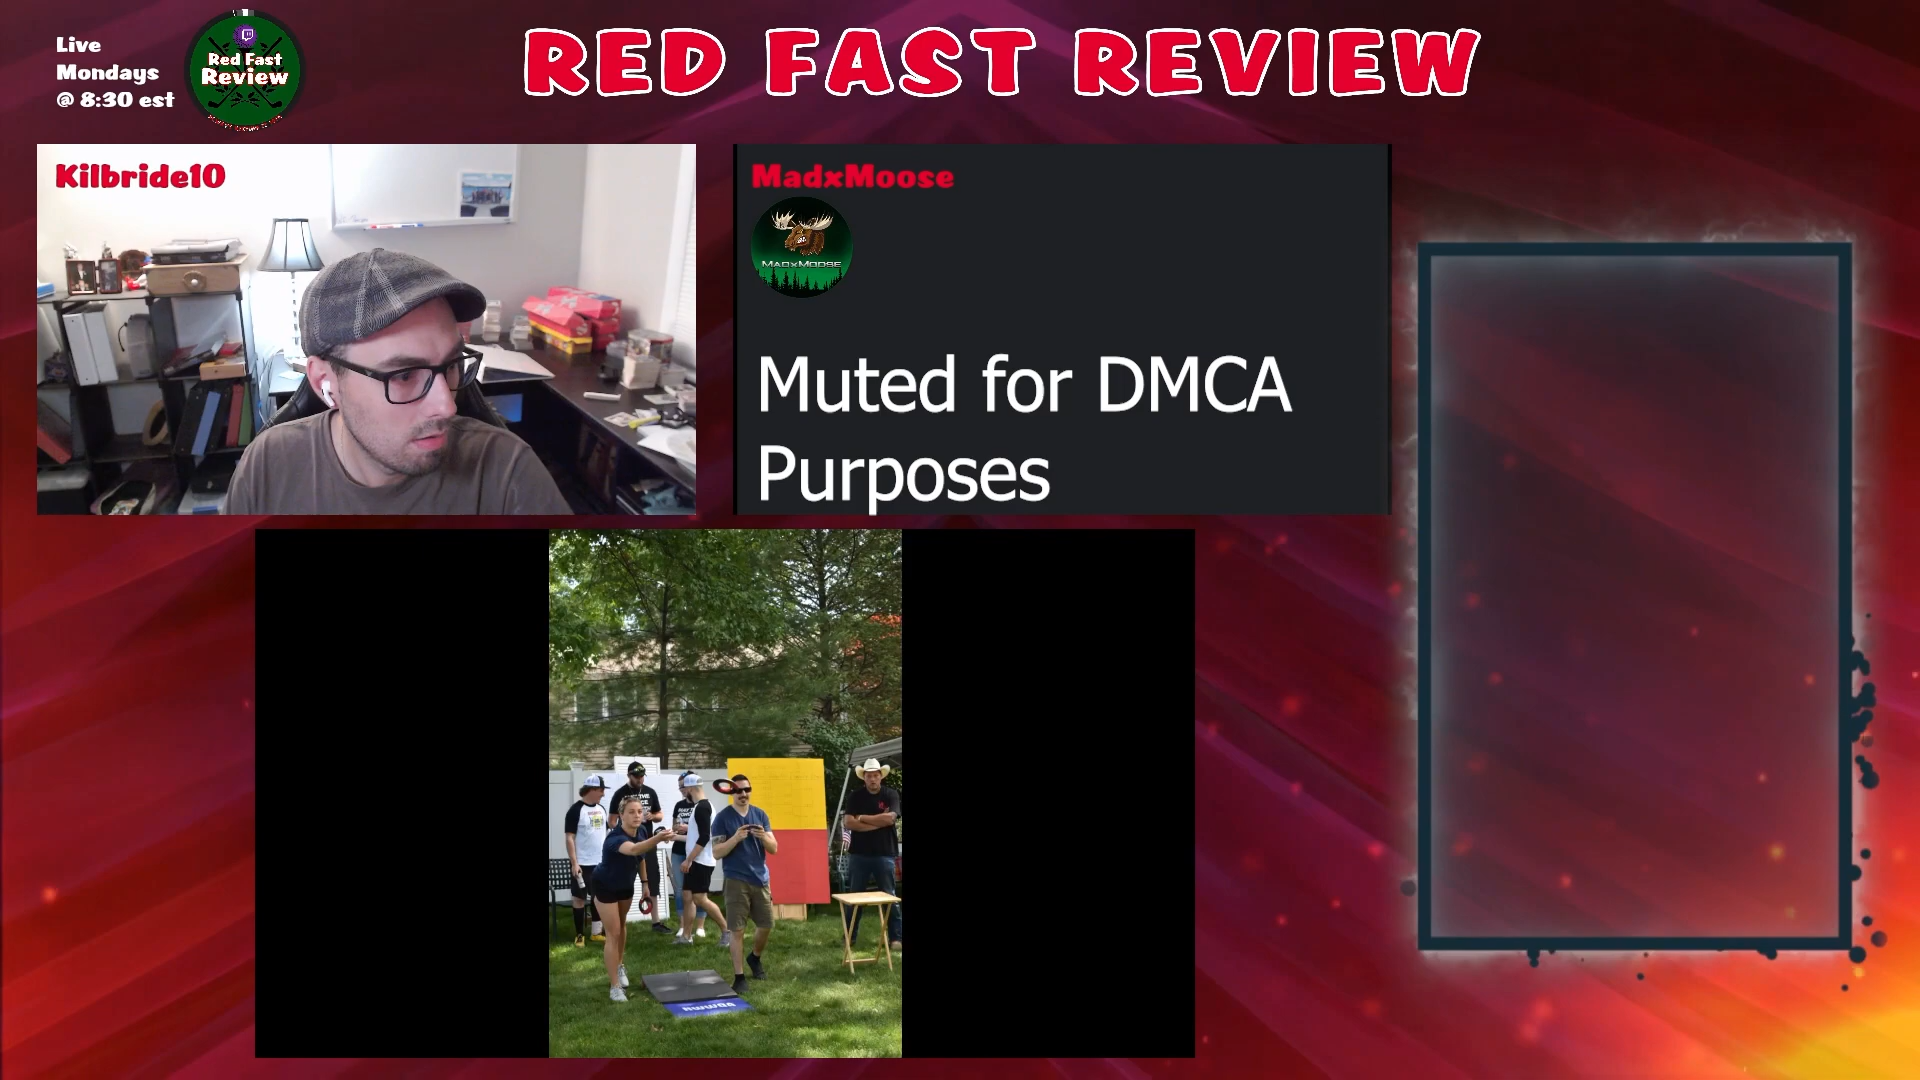 Live
Mondays
@ 8:30 est
Red Fast
Review
RED FAST REVIEW
Kilbride10
MadxMoose
MADxMOOSE
Muted for DMCA
Purposes